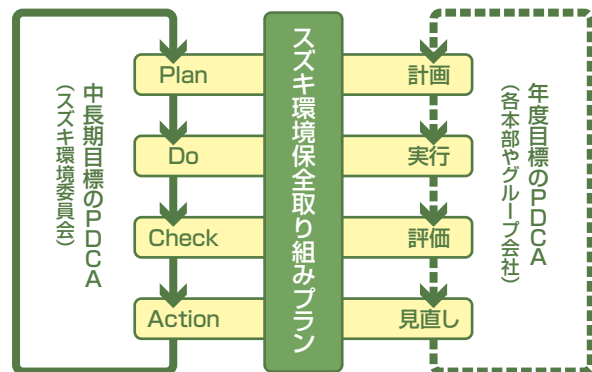 中長期目標のPDCA
(スズキ環境委員会)
Plan
Do
Check
Action
スズキ環境保全取り組みプラン
計画
実行
評価
見直し
年度目標のPDCA
(各本部やグループ会社)